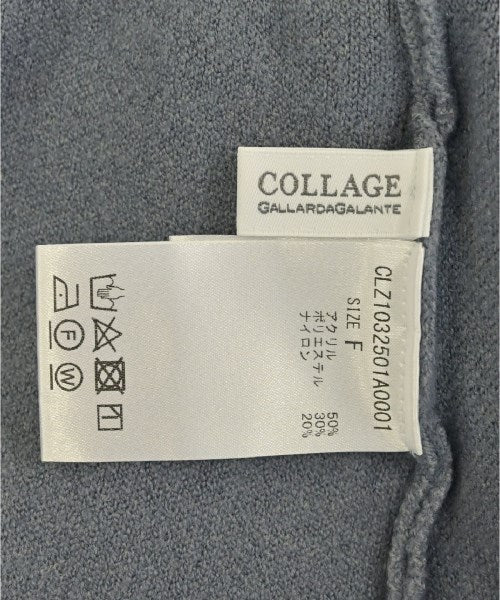 COLLAGE
GALLARDAGALANTE
CLZ1032501A0001
SIZE F
アクリル 50%
ポリエステル 30%
ナイロン 20%
F
W